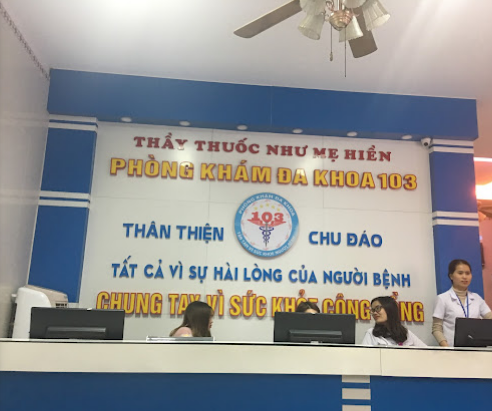 THẦY THUỐC NHƯ MẸ HIỀN
PHÒNG KHÁM ĐA KHOA 103
THÂN THIỆN
103
CHU ĐÁO
TẤT CẢ VÌ SỰ HÀI LÒNG CỦA NGƯỜI BỆNH
CHUNG TAY VÌ SỨC KHỎE CỘNG ĐỒNG